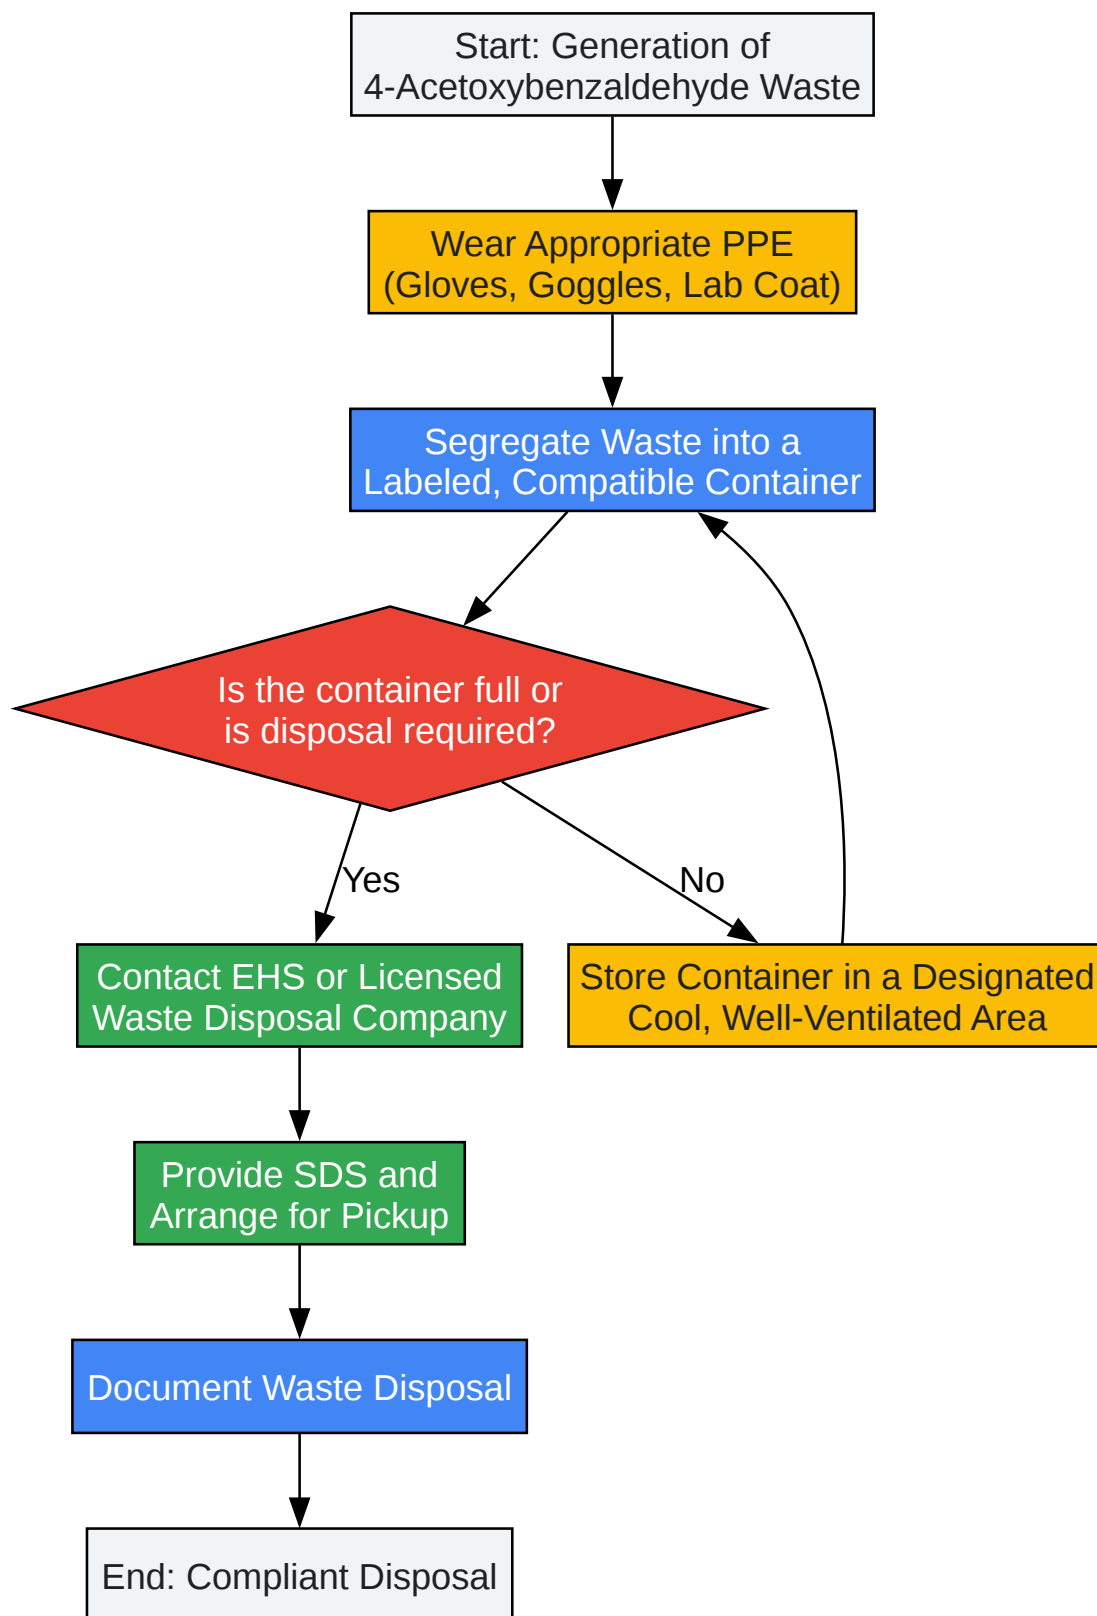 Start: Generation of
4-Acetoxybenzaldehyde Waste
Wear Appropriate PPE
(Gloves, Goggles, Lab Coat)
Segregate Waste into a
Labeled, Compatible Container
Is the container full or
is disposal required?
Yes
No
Contact EHS or Licensed
Waste Disposal Company
Store Container in a Designated
Cool, Well-Ventilated Area
Provide SDS and
Arrange for Pickup
Document Waste Disposal
End: Compliant Disposal